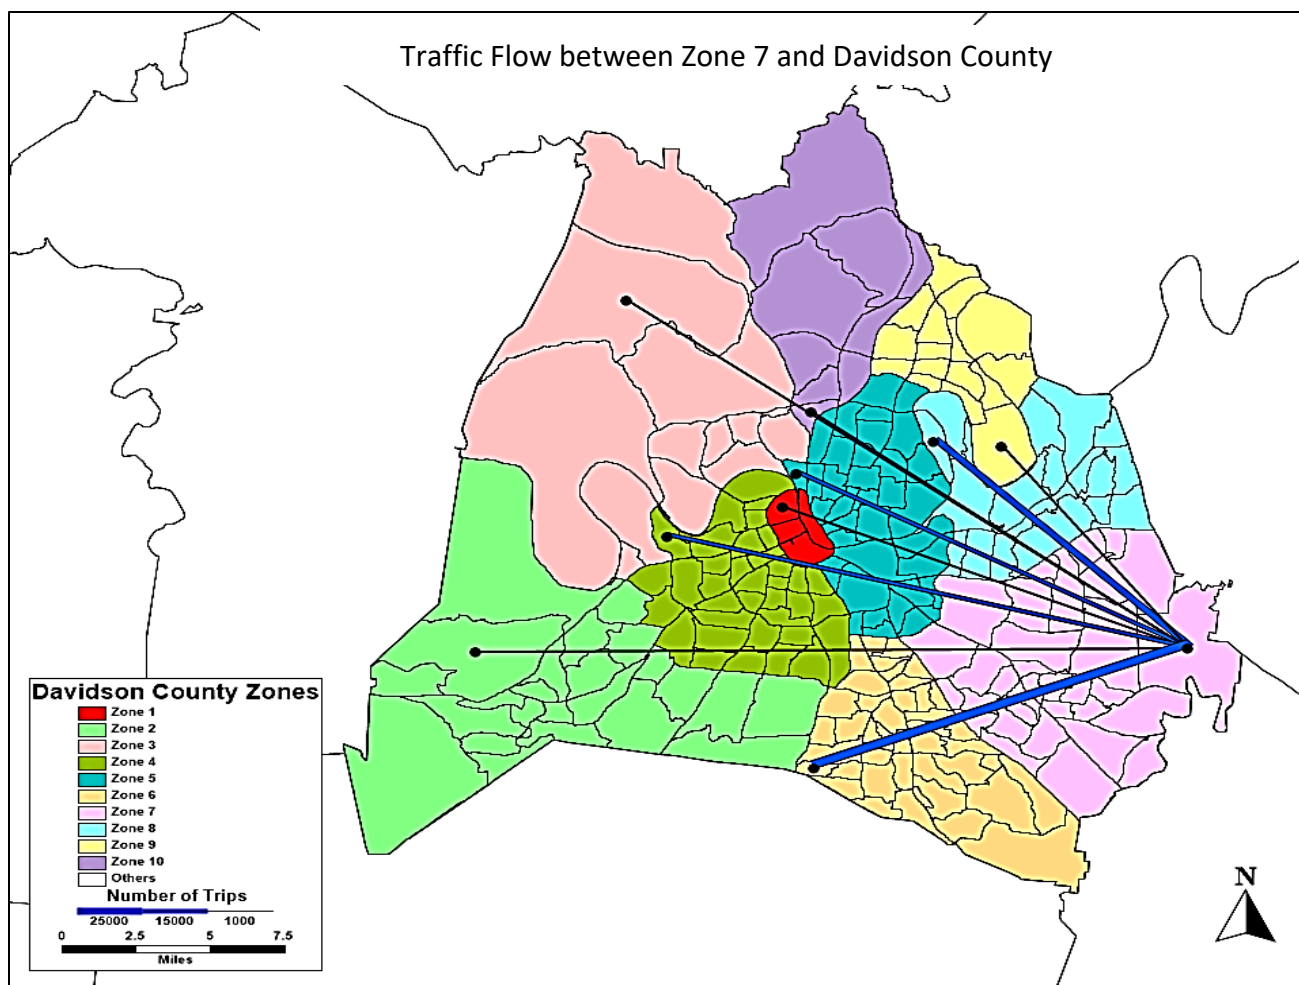 Traffic Flow between Zone 7 and Davidson County
Davidson County Zones
Zone 1
Zone 2
Zone 3
Zone 4
Zone 5
Zone 6
Zone 7
Zone 8
Zone 9
Zone 10
Others
Number of Trips
25000 15000 1000
0 2.5 5 7.5
Miles
N